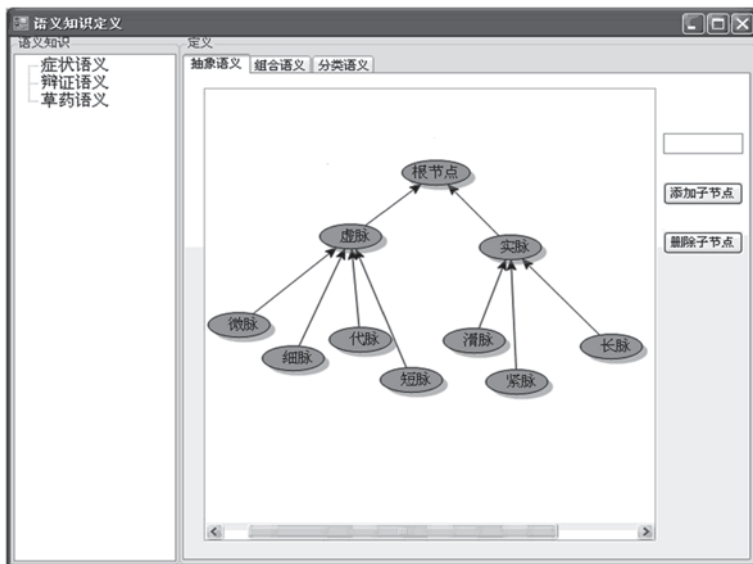 语义知识定义
语义知识
症状语义
辩证语义
草药语义
定义
抽象语义 组合语义 分类语义
根节点
虚脉
实脉
微脉
细脉
代脉
短脉
滑脉
紧脉
长脉
添加子节点
删除子节点